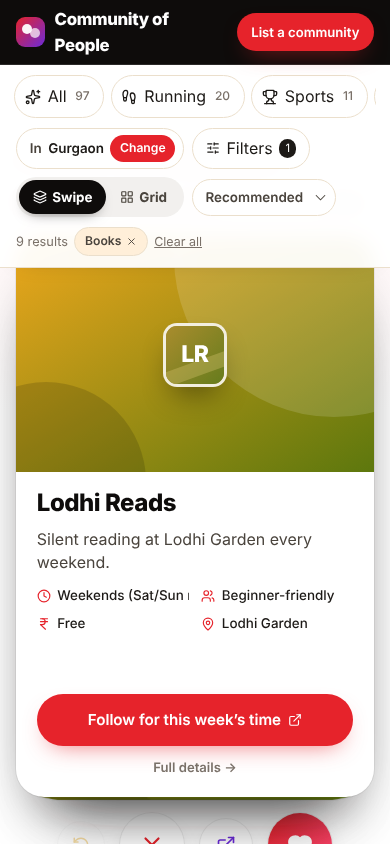 Community of
People
List a community
All 97 Running 20 Sports 11
In Gurgaon Change Filters 1
Swipe Grid Recommended
9 results Books × Clear all
LR
Lodhi Reads
Silent reading at Lodhi Garden every
weekend.
Weekends (Sat/Sun Beginner-friendly
₹ Free Lodhi Garden
Follow for this week’s time
Full details →